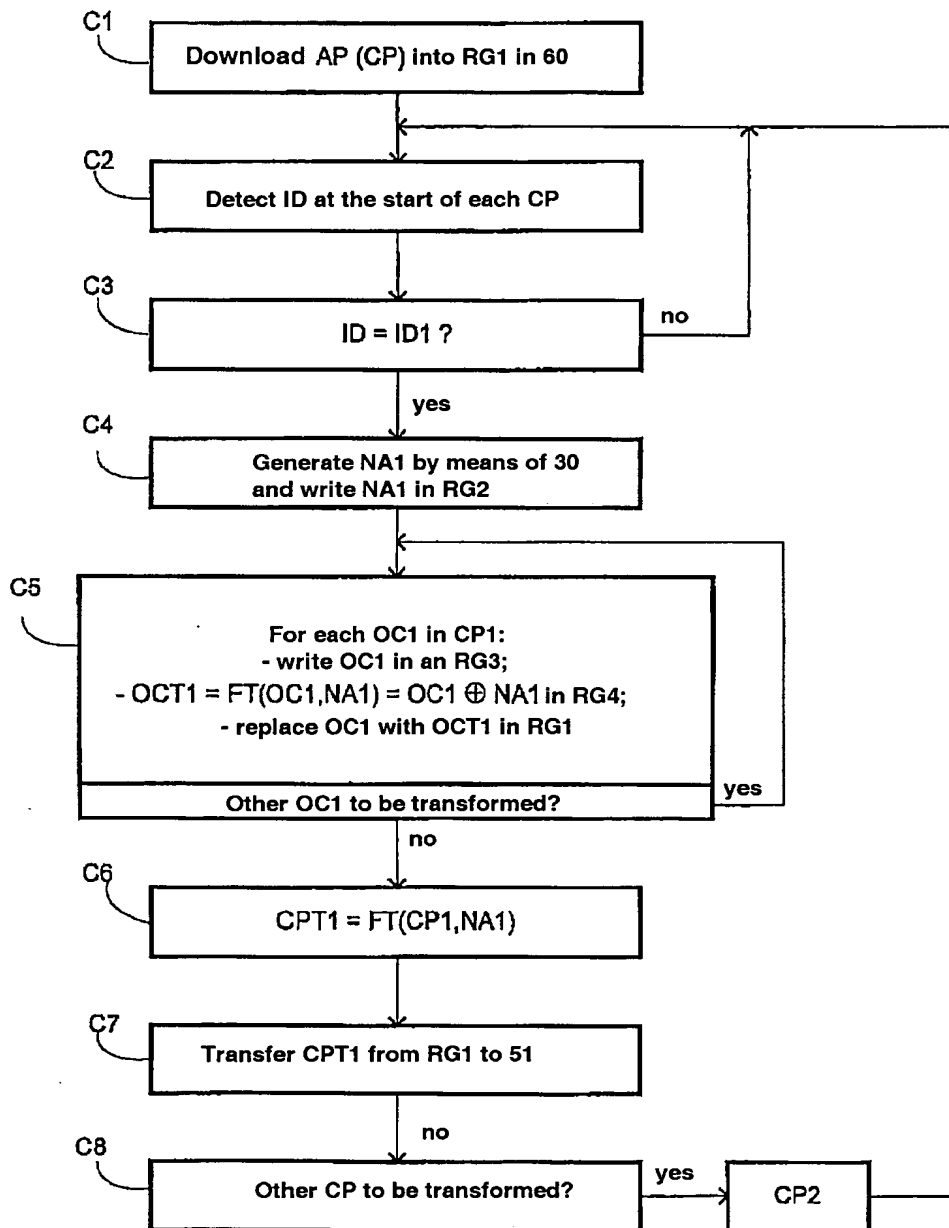 C1
Download AP (CP) into RG1 in 60
C2
Detect ID at the start of each CP
C3
ID = ID1 ?
no
yes
C4
Generate NA1 by means of 30
and write NA1 in RG2
C5
For each OC1 in CP1:
- write OC1 in an RG3;
- OCT1 = FT(OC1,NA1) = OC1 ⊕ NA1 in RG4;
- replace OC1 with OCT1 in RG1
Other OC1 to be transformed?
yes
no
C6
CPT1 = FT(CP1,NA1)
C7
Transfer CPT1 from RG1 to 51
no
C8
Other CP to be transformed?
yes
CP2